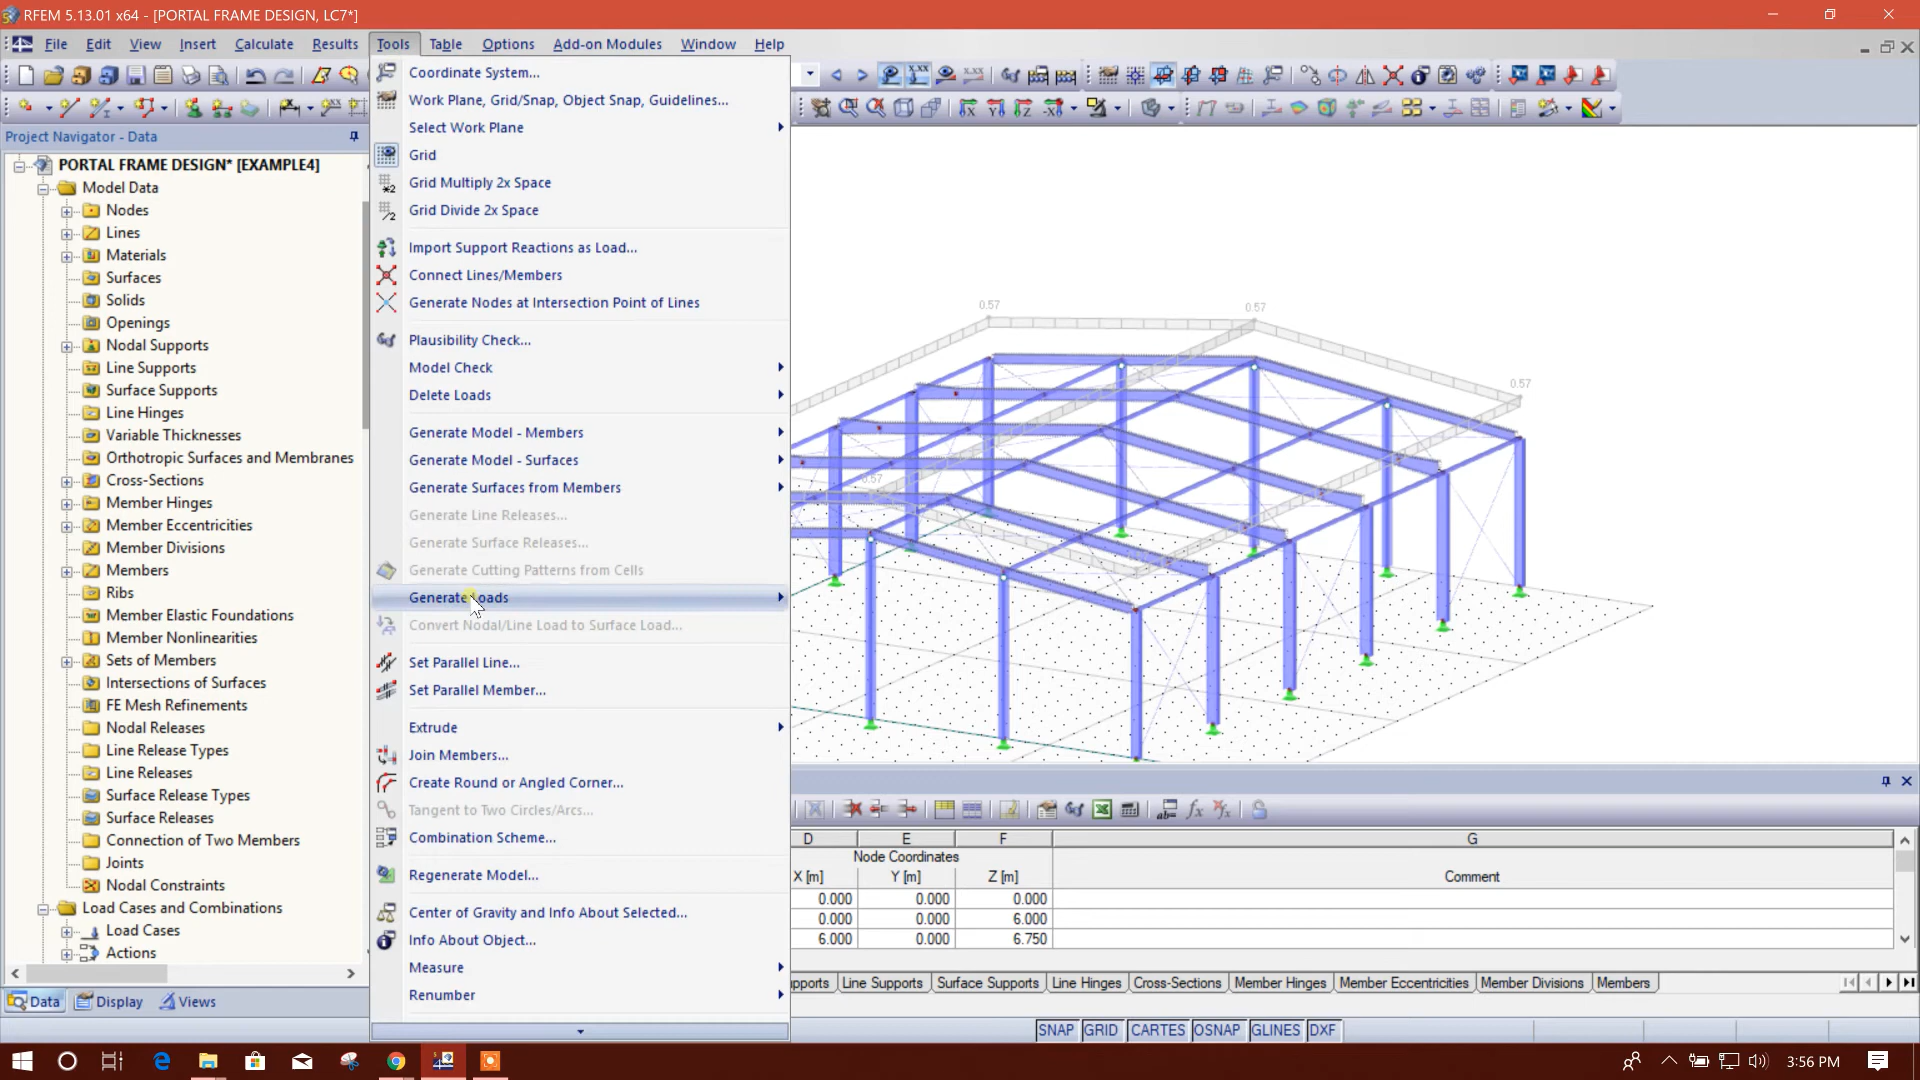 RFEM 5.13.01 x64 - [PORTAL FRAME DESIGN, LC7*]
File Edit View Insert Calculate Results Tools Table Options Add-on Modules Window Help
Project Navigator - Data
PORTAL FRAME DESIGN* [EXAMPLE4]
Model Data
Nodes
Lines
Materials
Surfaces
Solids
Openings
Nodal Supports
Line Supports
Surface Supports
Line Hinges
Variable Thicknesses
Orthotropic Surfaces and Membranes
Cross-Sections
Member Hinges
Member Eccentricities
Member Divisions
Members
Ribs
Member Elastic Foundations
Member Nonlinearities
Sets of Members
Intersections of Surfaces
FE Mesh Refinements
Nodal Releases
Line Release Types
Line Releases
Surface Release Types
Surface Releases
Connection of Two Members
Joints
Nodal Constraints
Load Cases and Combinations
Load Cases
Actions
Data Display Views
Coordinate System...
Work Plane, Grid/Snap, Object Snap, Guidelines...
Select Work Plane
Grid
Grid Multiply 2x Space
Grid Divide 2x Space
Import Support Reactions as Load...
Connect Lines/Members
Generate Nodes at Intersection Point of Lines
Plausibility Check...
Model Check
Delete Loads
Generate Model - Members
Generate Model - Surfaces
Generate Surfaces from Members
Generate Line Releases...
Generate Surface Releases...
Generate Cutting Patterns from Cells
Generate Loads
Convert Nodal/Line Load to Surface Load...
Set Parallel Line...
Set Parallel Member...
Extrude
Join Members...
Create Round or Angled Corner...
Tangent to Two Circles/Arcs...
Combination Scheme...
Regenerate Model...
Center of Gravity and Info About Selected...
Info About Object...
Measure
Renumber
0.57
0.57
0.57
0.57
D E F G
Node Coordinates
X [m] Y [m] Z [m] Comment
0.000 0.000 0.000
0.000 0.000 6.000
6.000 0.000 6.750
pports Line Supports Surface Supports Line Hinges Cross-Sections Member Hinges Member Eccentricities Member Divisions Members
SNAP GRID CARTES OSNAP GLINES DXF
3:56 PM